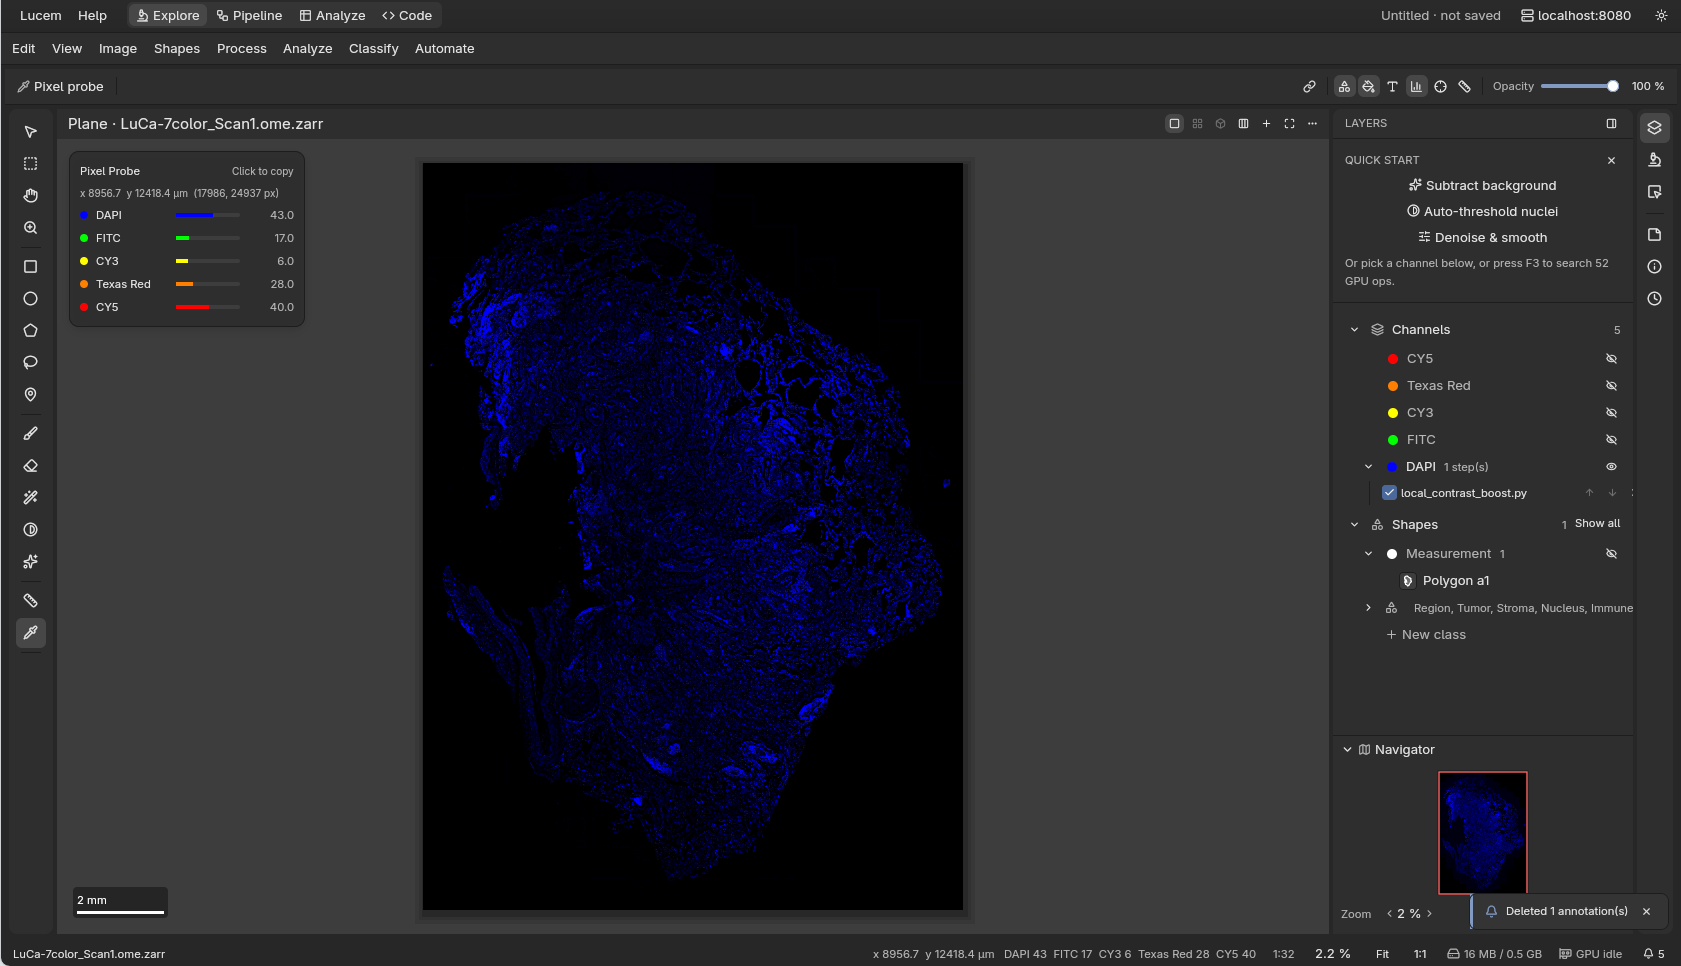 Lucem Help Explore Pipeline Analyze Code Untitled · not saved localhost:8080
Edit View Image Shapes Process Analyze Classify Automate
Pixel probe Opacity 100 %
Plane · LuCa-7color_Scan1.ome.zarr
Pixel Probe Click to copy
x 8956.7 y 12418.4 µm (17986, 24937 px)
DAPI 43.0
FITC 17.0
CY3 6.0
Texas Red 28.0
CY5 40.0
2 mm
LAYERS
QUICK START
Subtract background
Auto-threshold nuclei
Denoise & smooth
Or pick a channel below, or press F3 to search 52
GPU ops.
Channels 5
CY5
Texas Red
CY3
FITC
DAPI 1 step(s)
local_contrast_boost.py
Shapes 1 Show all
Measurement 1
Polygon a1
Region, Tumor, Stroma, Nucleus, Immune
New class
Navigator
Zoom 2 %
Deleted 1 annotation(s)
LuCa-7color_Scan1.ome.zarr x 8956.7 y 12418.4 µm DAPI 43 FITC 17 CY3 6 Texas Red 28 CY5 40 1:32 2.2 % Fit 1:1 16 MB / 0.5 GB GPU idle 5